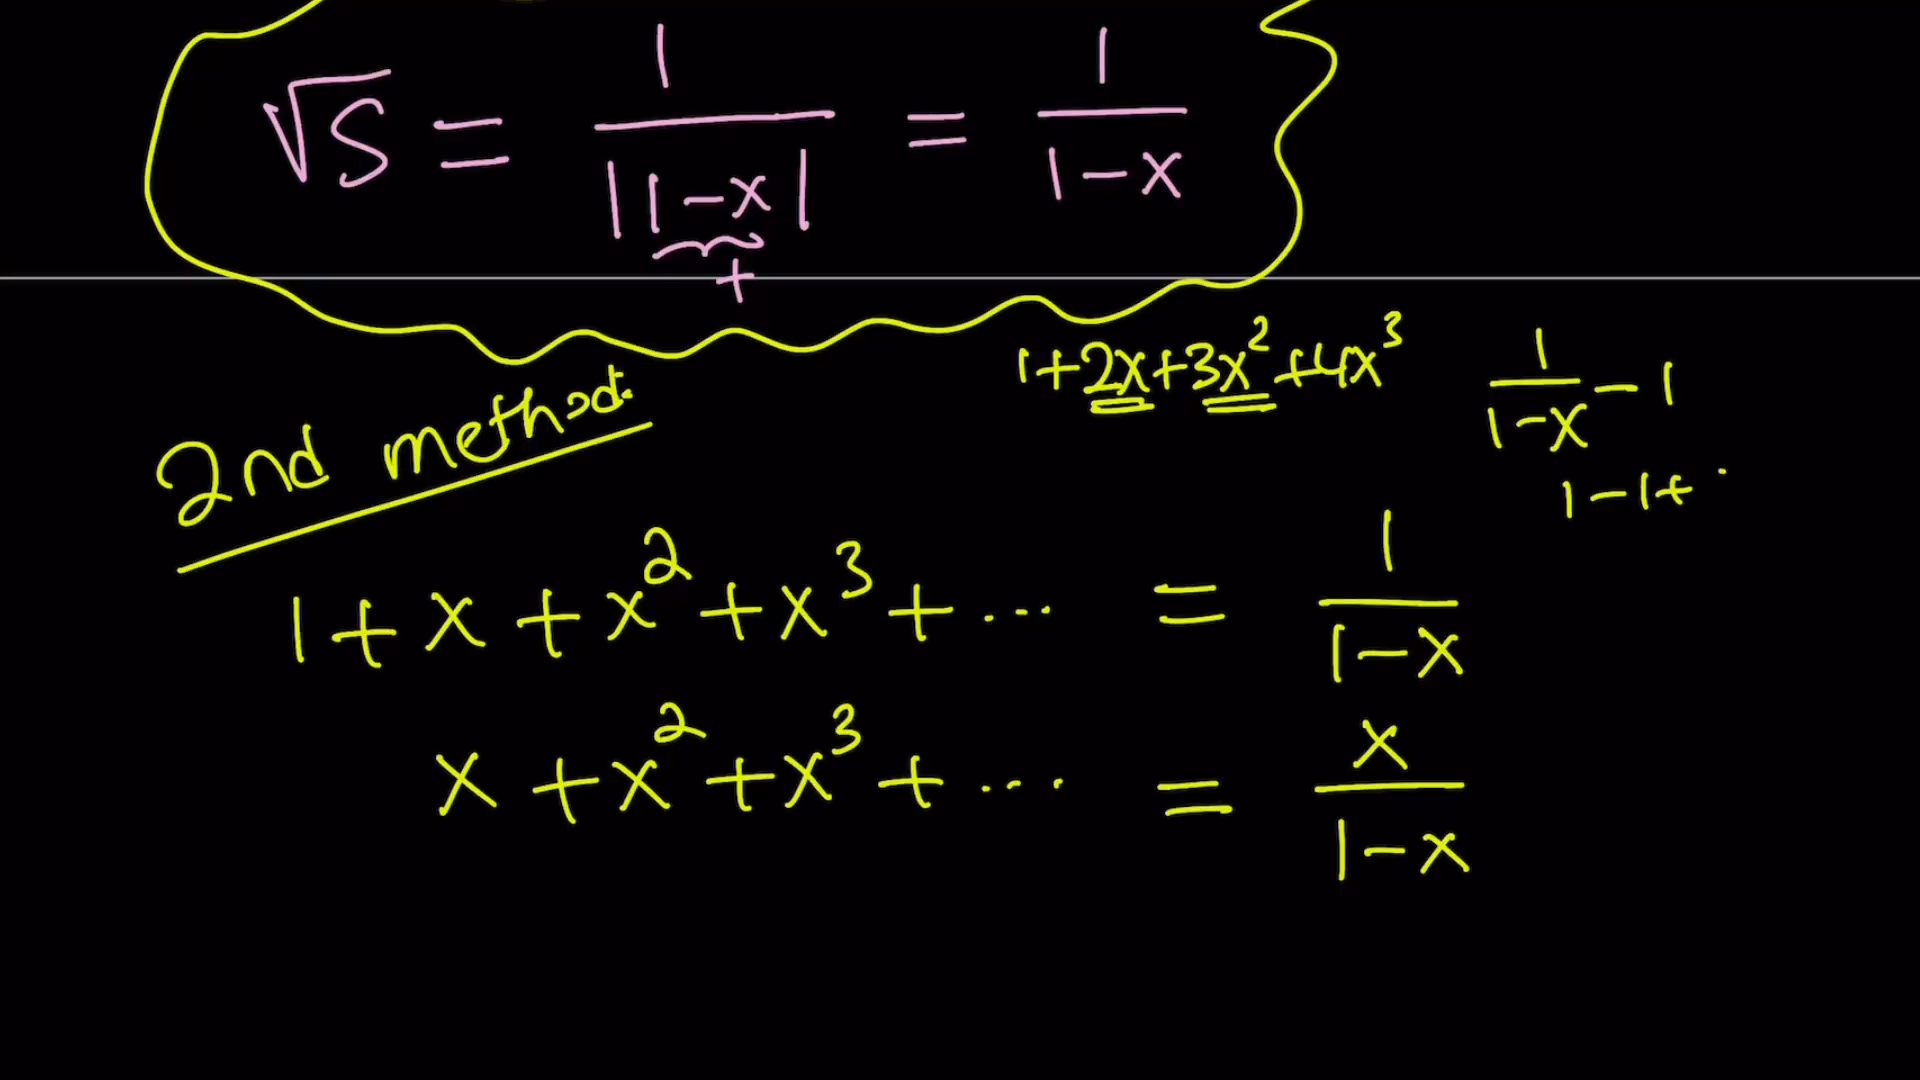 √S = 1/|1-x| = 1/(1-x)
+
1+2x+3x²+4x³
1/(1-x) - 1
2nd method.
1-1+
1+x+x²+x³+... = 1/(1-x)
x+x²+x³+... = x/(1-x)